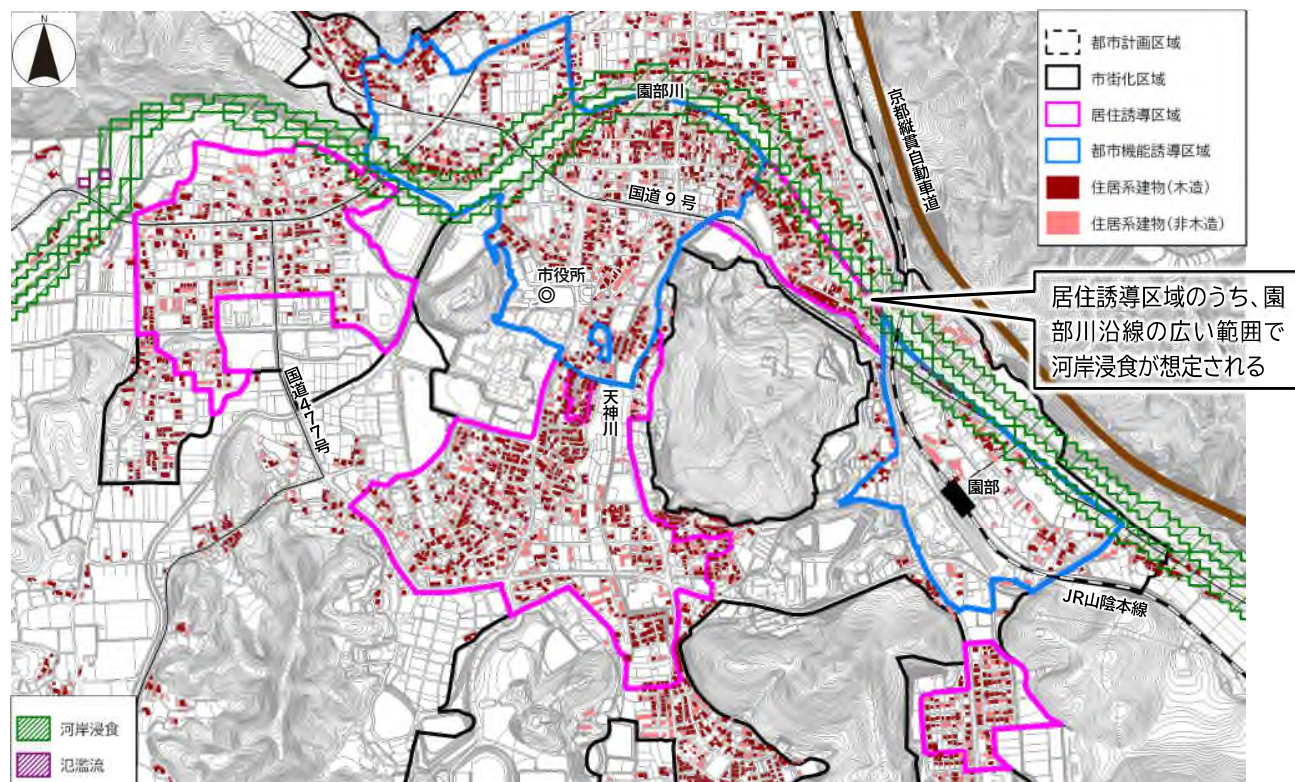 N
都市計画区域
市街化区域
居住誘導区域
都市機能誘導区域
住居系建物(木造)
住居系建物(非木造)
園部川
京都縦貫自動車道
国道9号
市役所
居住誘導区域のうち、園
部川沿線の広い範囲で
河岸浸食が想定される
国道477号
天神川
園部
JR山陰本線
河岸浸食
氾濫流